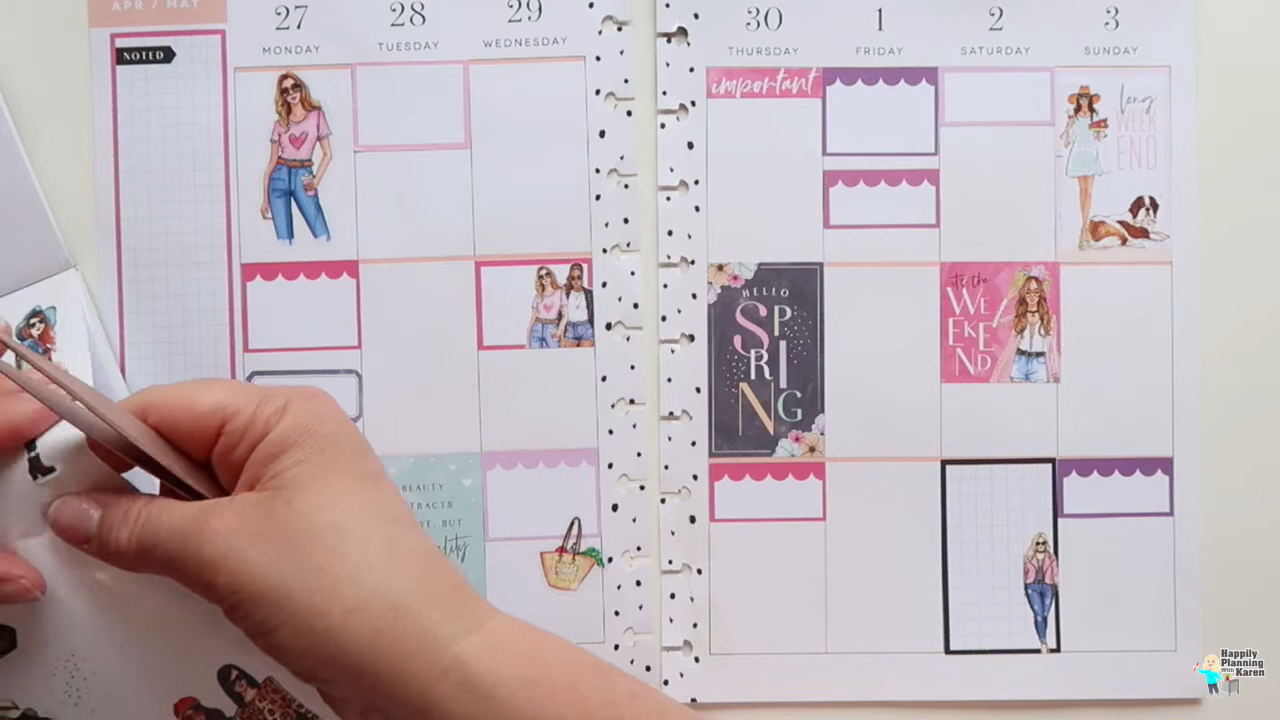 APR / MAY
27
MONDAY
28
TUESDAY
29
WEDNESDAY
30
THURSDAY
1
FRIDAY
2
SATURDAY
3
SUNDAY
NOTED
important
long
WEEK
END
HELLO
SPRING
it's the
WEEKEND
BEAUTY
BUT
Happily
Planning
With
Karen